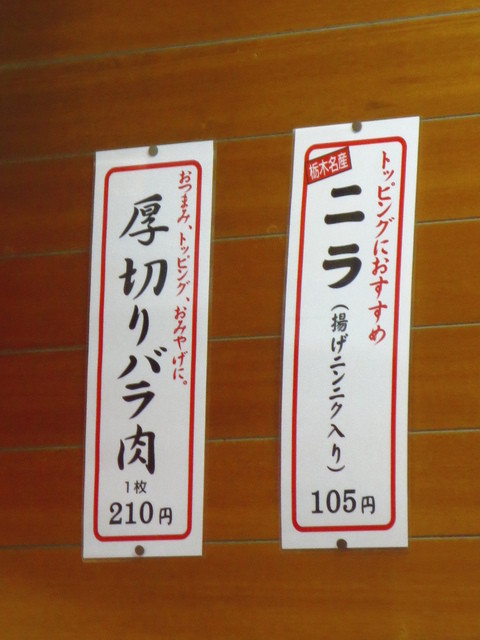 トッピングにおすすめ
栃木名産
ニラ
(揚げニンニク入り)
105円
おつまみ、トッピング、おみやげに。
厚切りバラ肉
1枚
210円